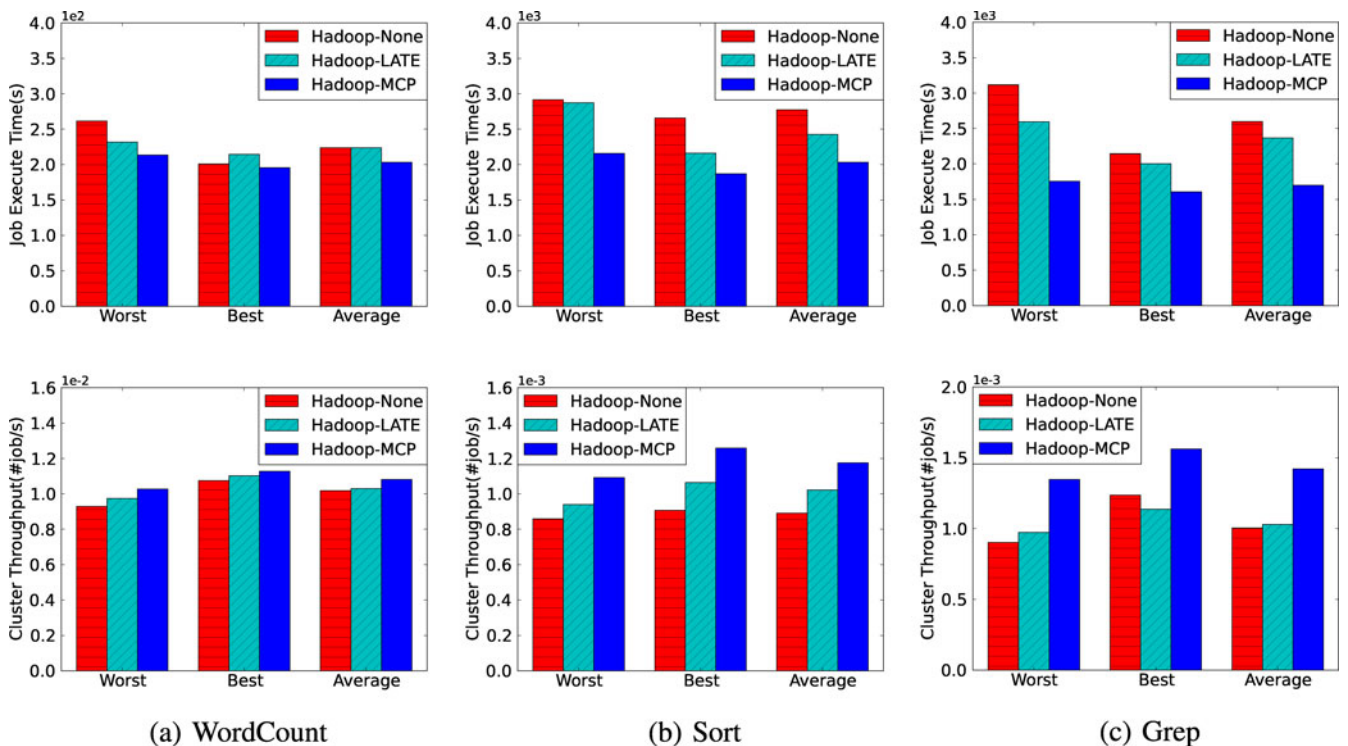 1e2
4.0
3.5
3.0
2.5
2.0
1.5
1.0
0.5
0.0
Job Execute Time(s)
Hadoop-None
Hadoop-LATE
Hadoop-MCP
Worst Best Average
1e3
4.0
3.5
3.0
2.5
2.0
1.5
1.0
0.5
0.0
Job Execute Time(s)
Hadoop-None
Hadoop-LATE
Hadoop-MCP
Worst Best Average
1e3
4.0
3.5
3.0
2.5
2.0
1.5
1.0
0.5
0.0
Job Execute Time(s)
Hadoop-None
Hadoop-LATE
Hadoop-MCP
Worst Best Average
1e-2
1.6
1.4
1.2
1.0
0.8
0.6
0.4
0.2
0.0
Cluster Throughput(#job/s)
Hadoop-None
Hadoop-LATE
Hadoop-MCP
Worst Best Average
1e-3
1.6
1.4
1.2
1.0
0.8
0.6
0.4
0.2
0.0
Cluster Throughput(#job/s)
Hadoop-None
Hadoop-LATE
Hadoop-MCP
Worst Best Average
1e-3
2.0
1.5
1.0
0.5
0.0
Cluster Throughput(#job/s)
Hadoop-None
Hadoop-LATE
Hadoop-MCP
Worst Best Average
(a) WordCount
(b) Sort
(c) Grep